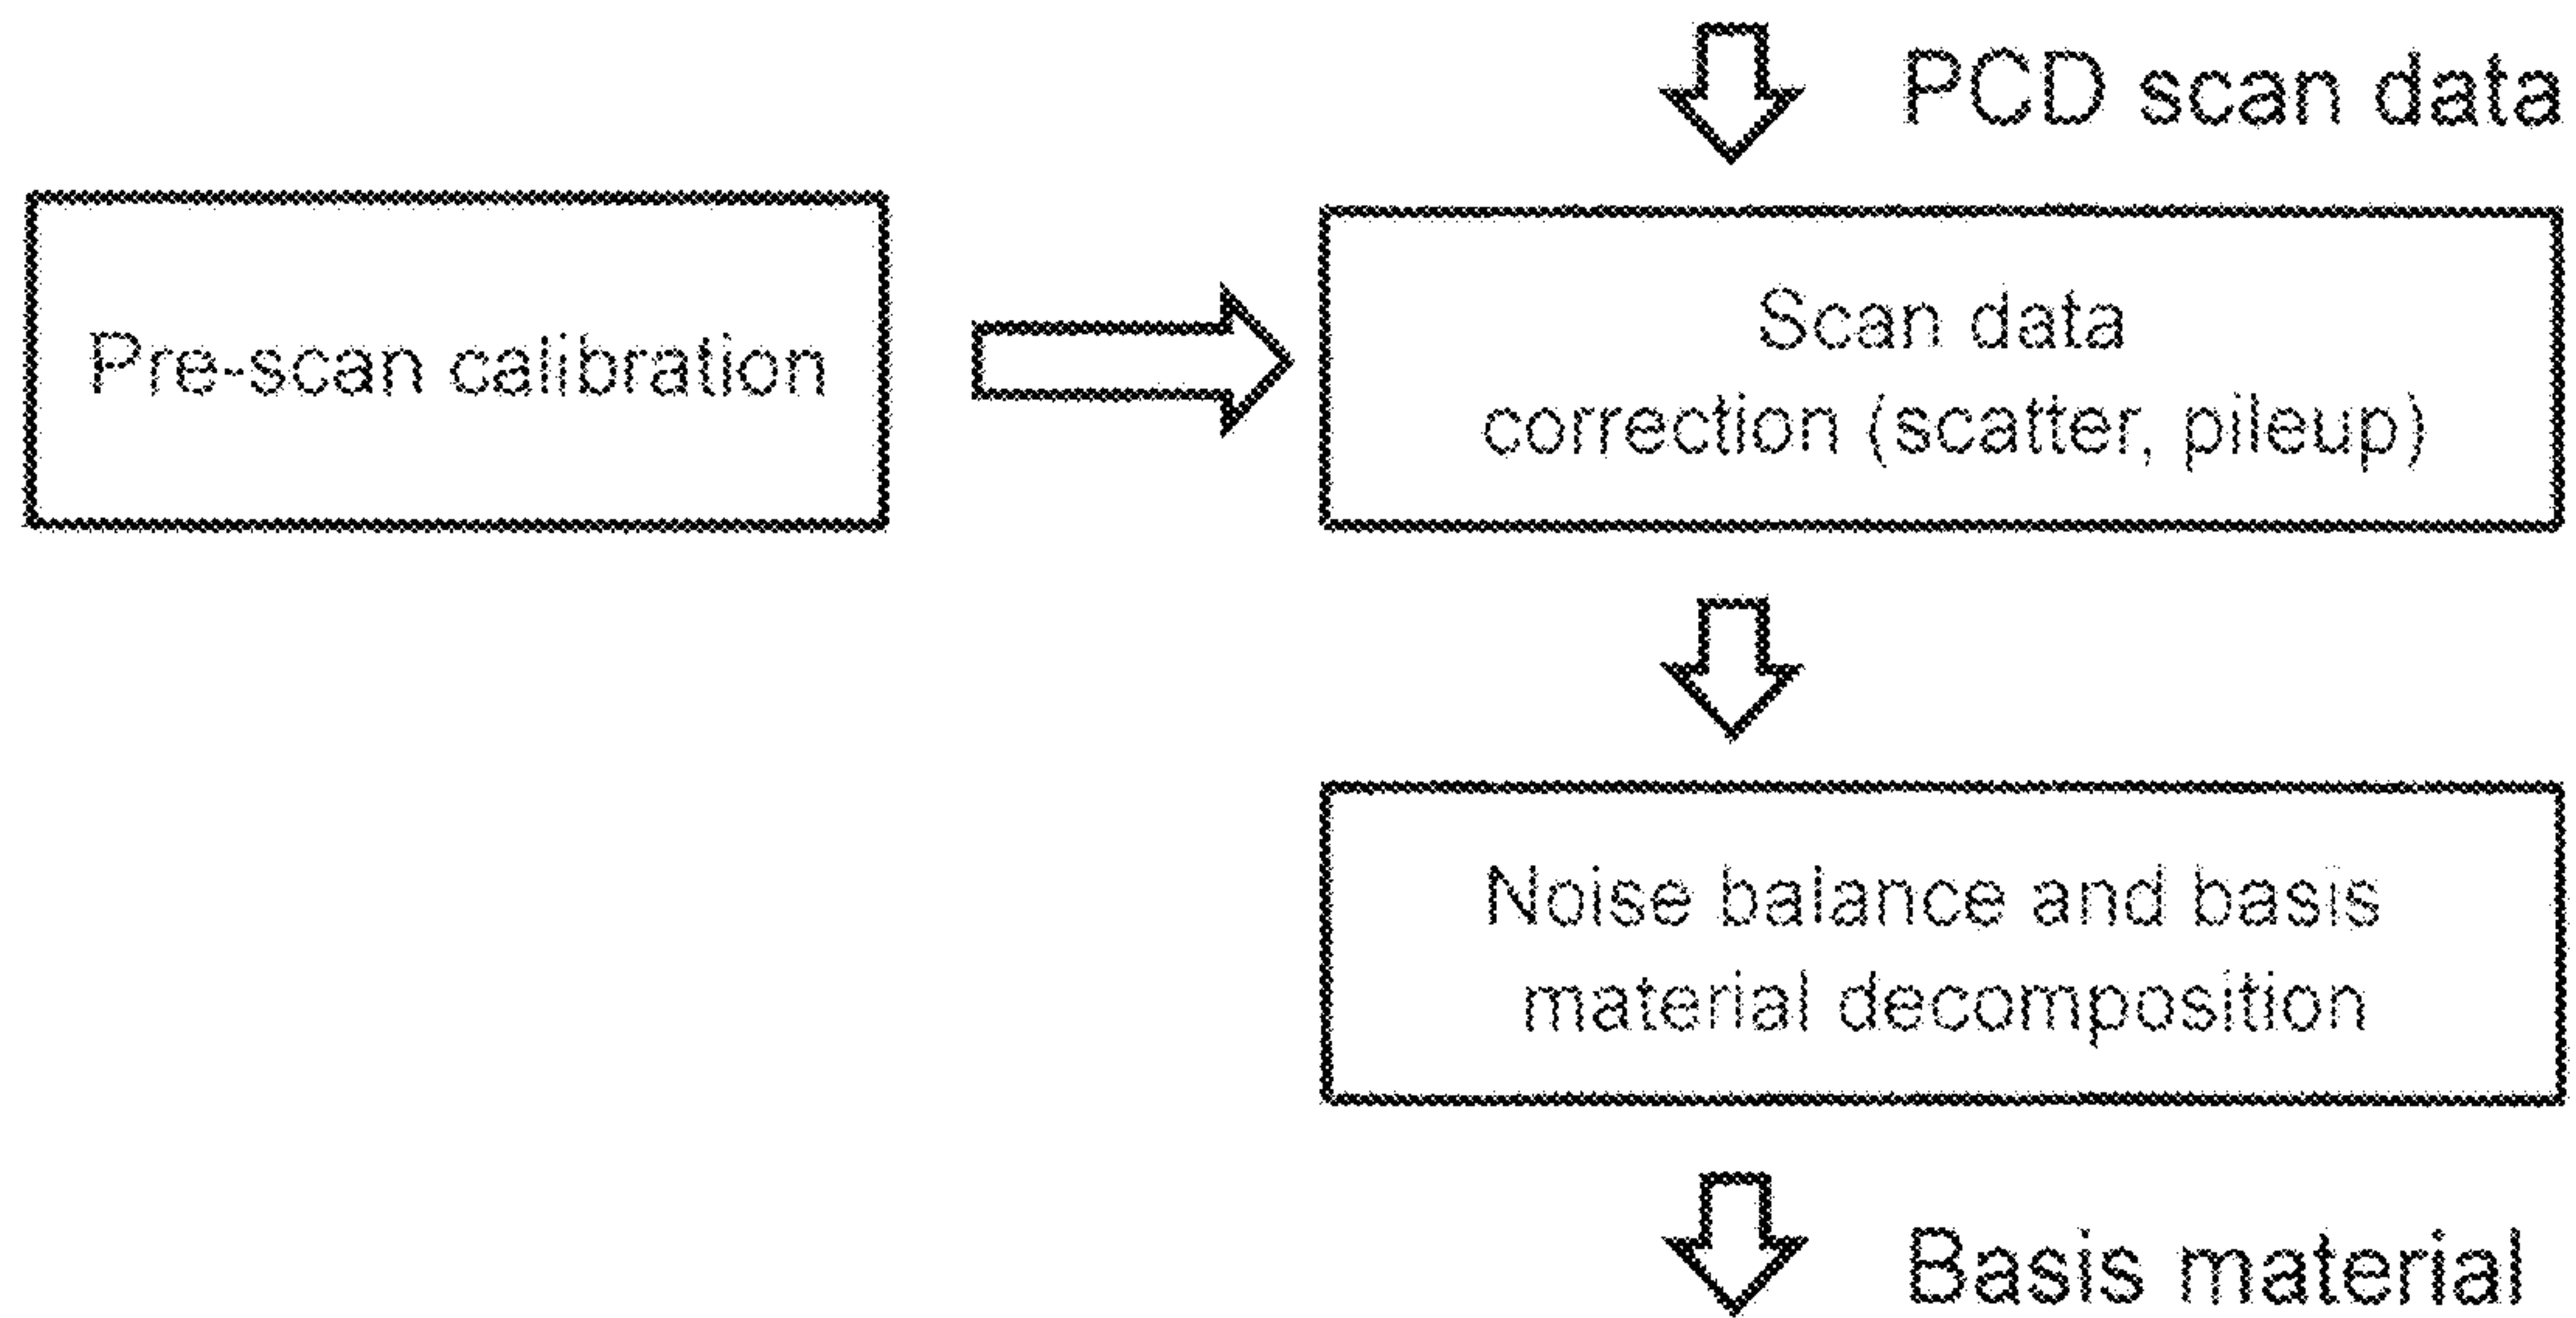 PCD scan data
Pre-scan calibration
Scan data
correction (scatter, pileup)
Noise balance and basis
material decomposition
Basis material